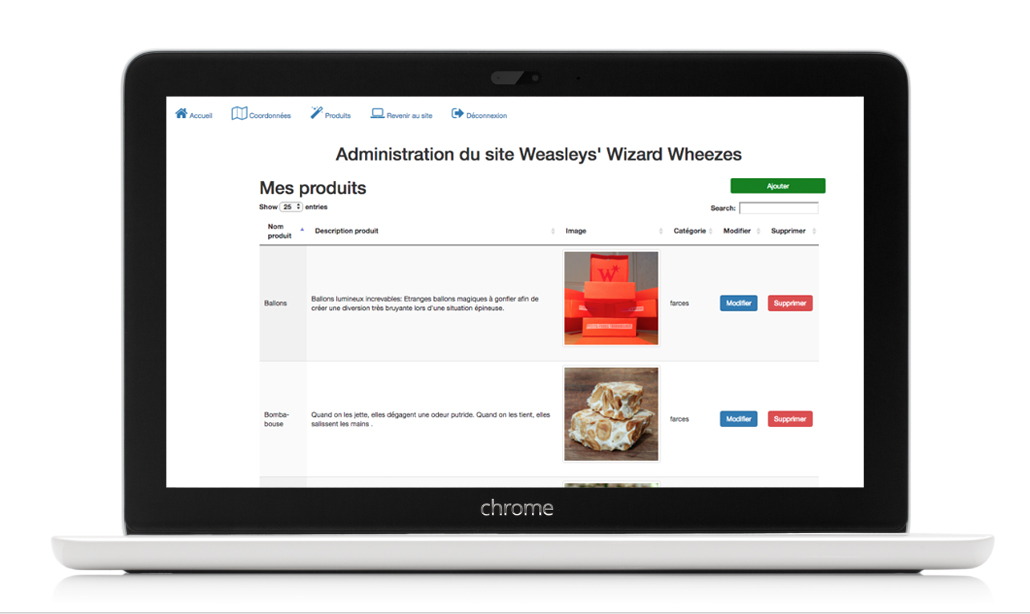 Accueil Coordonnées Produits Revenir au site Déconnexion
Administration du site Weasleys' Wizard Wheezes
Mes produits
Ajouter
Show 25 entries
Search:
Nom produit Description produit Image Catégorie Modifier Supprimer
Ballons
Ballons lumineux increvables: Etranges ballons magiques à gonfler afin de
créer une diversion très bruyante lors d'une situation épineuse.
W
farces
Modifier
Supprimer
Bomba-
bouse
Quand on les jette, elles dégagent une odeur putride. Quand on les tient, elles
salissent les mains .
farces
Modifier
Supprimer
chrome